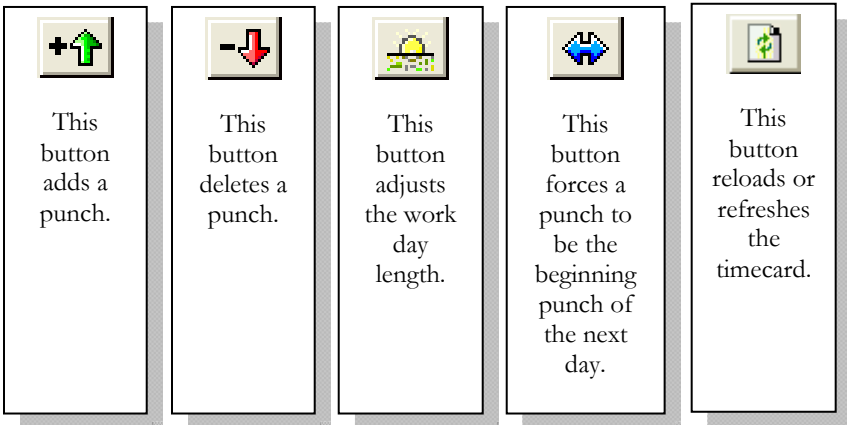 This
button
adds a
punch.
This
button
deletes a
punch.
This
button
adjusts
the work
day
length.
This
button
forces a
punch to
be the
beginning
punch of
the next
day.
This
button
reloads or
refreshes
the
timecard.